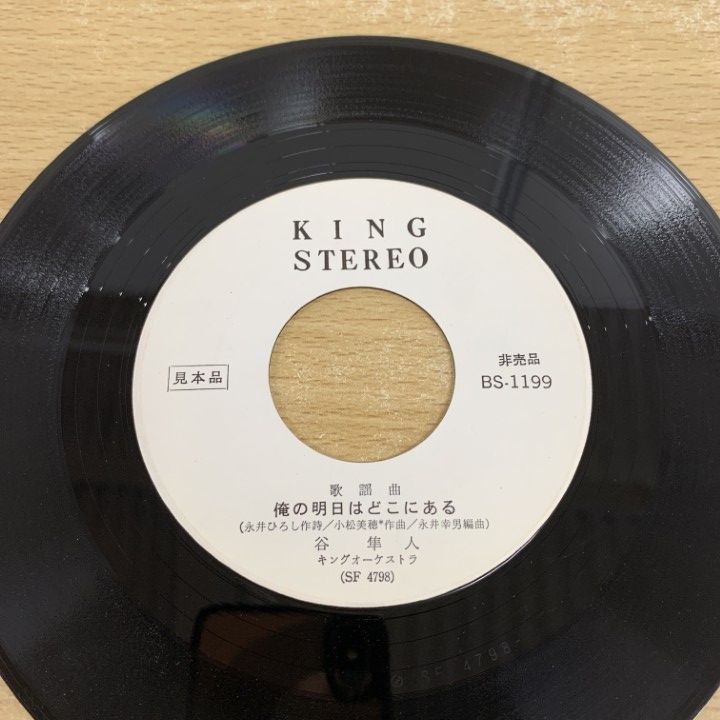 KING
STEREO
見本品
非売品
BS-1199
歌謡曲
俺の明日はどこにある
(永井ひろし作詩/小松美穂*作曲/永井幸男編曲)
谷隼人
キングオーケストラ
(SF 4798)
SF 4798